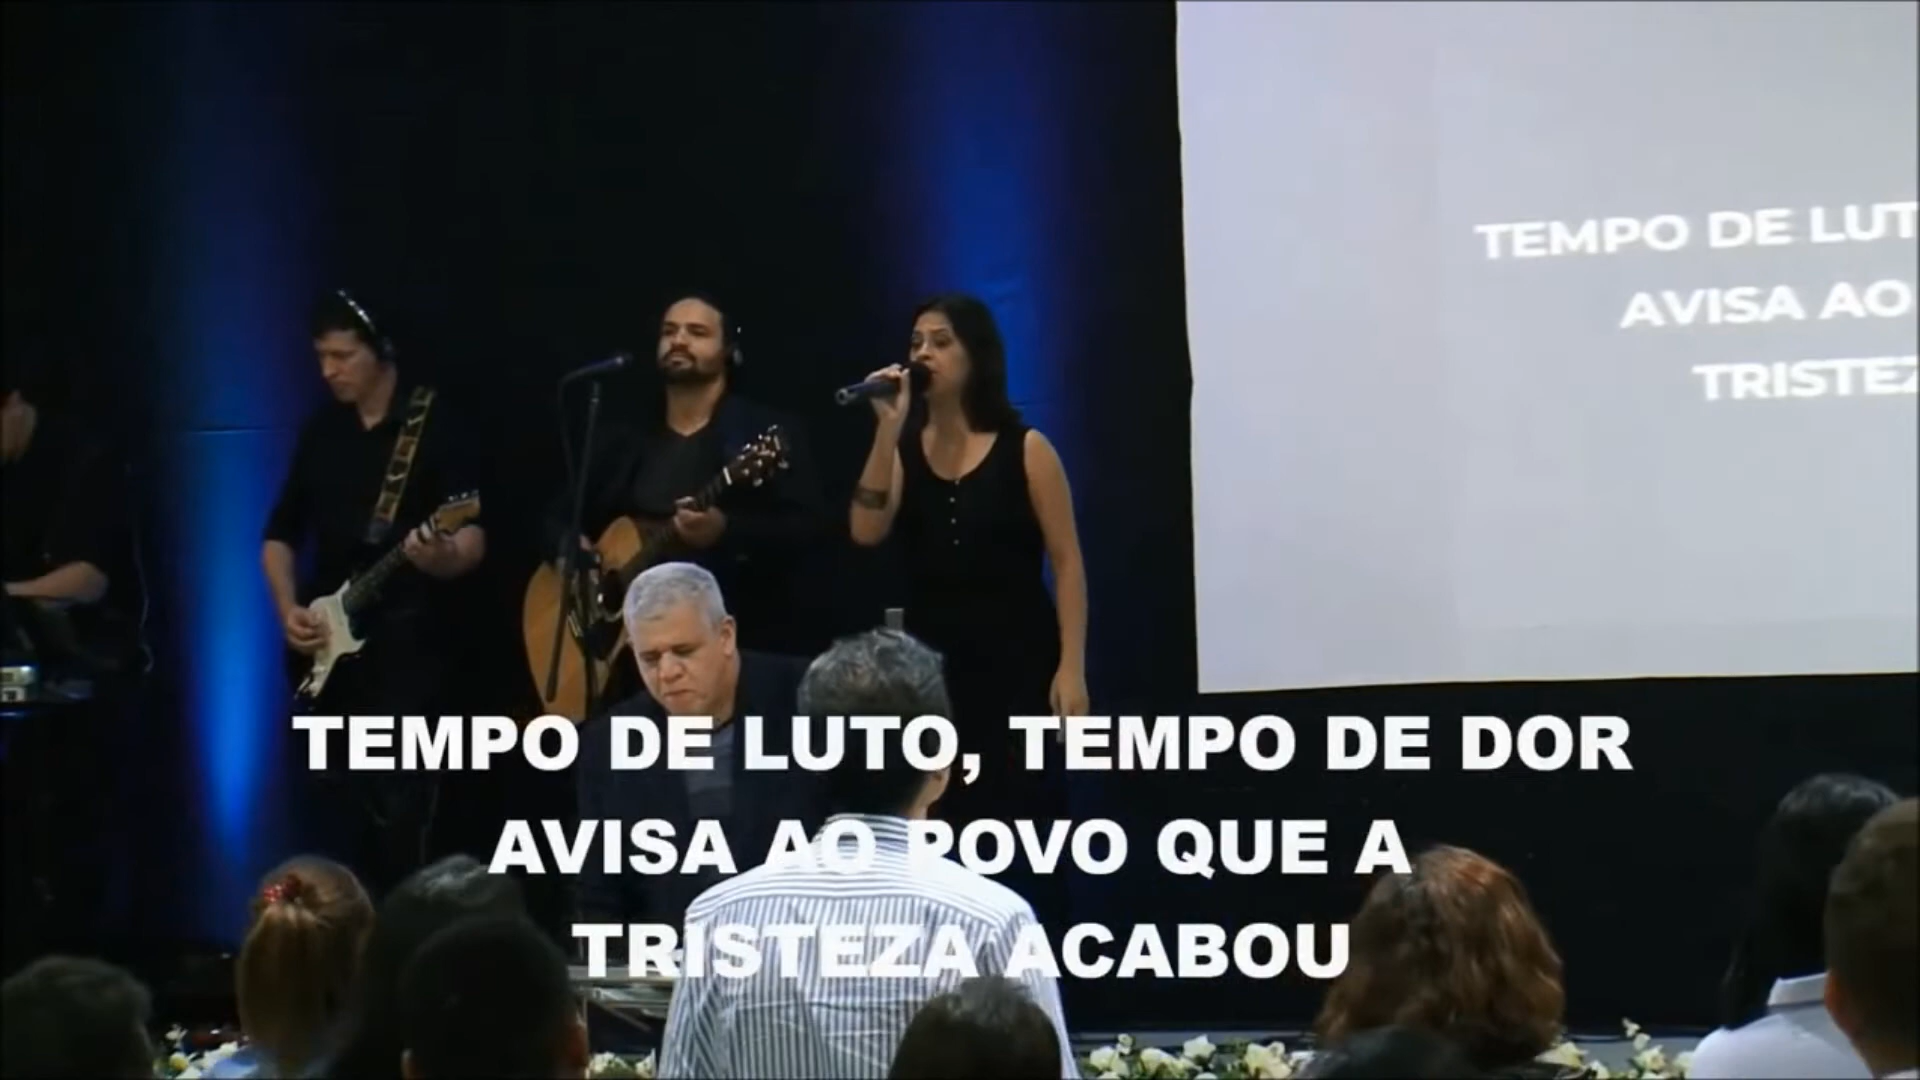 TEMPO DE LUT
AVISA AO
TRISTEZ
TEMPO DE LUTO, TEMPO DE DOR
AVISA AO POVO QUE A
TRISTEZA ACABOU